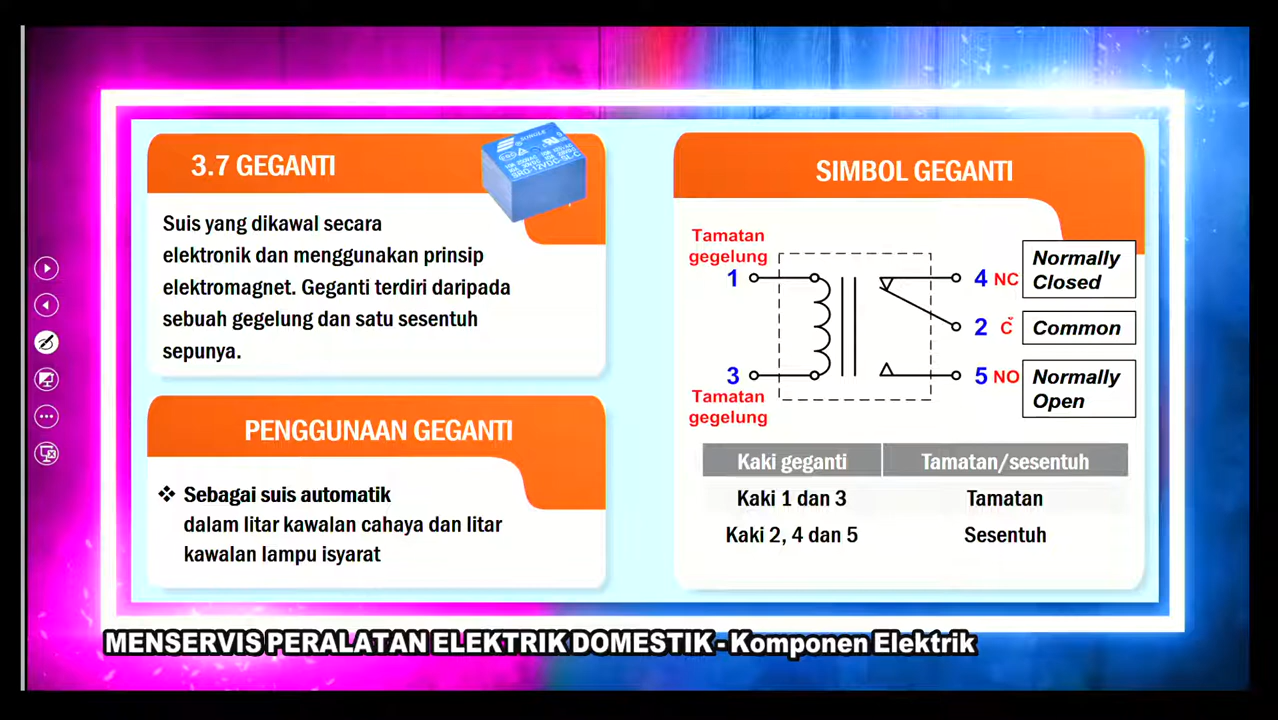 3.7 GEGANTI
Suis yang dikawal secara
elektronik dan menggunakan prinsip
elektromagnet. Geganti terdiri daripada
sebuah gegelung dan satu sesentuh
sepunya.
PENGGUNAAN GEGANTI
❖ Sebagai suis automatik
dalam litar kawalan cahaya dan litar
kawalan lampu isyarat
SIMBOL GEGANTI
Tamatan
gegelung
1
3
Tamatan
gegelung
4 NC
Normally
Closed
2 C
Common
5 NO
Normally
Open
Kaki geganti Tamatan/sesentuh
Kaki 1 dan 3 Tamatan
Kaki 2, 4 dan 5 Sesentuh
MENSERVIS PERALATAN ELEKTRIK DOMESTIK - Komponen Elektrik